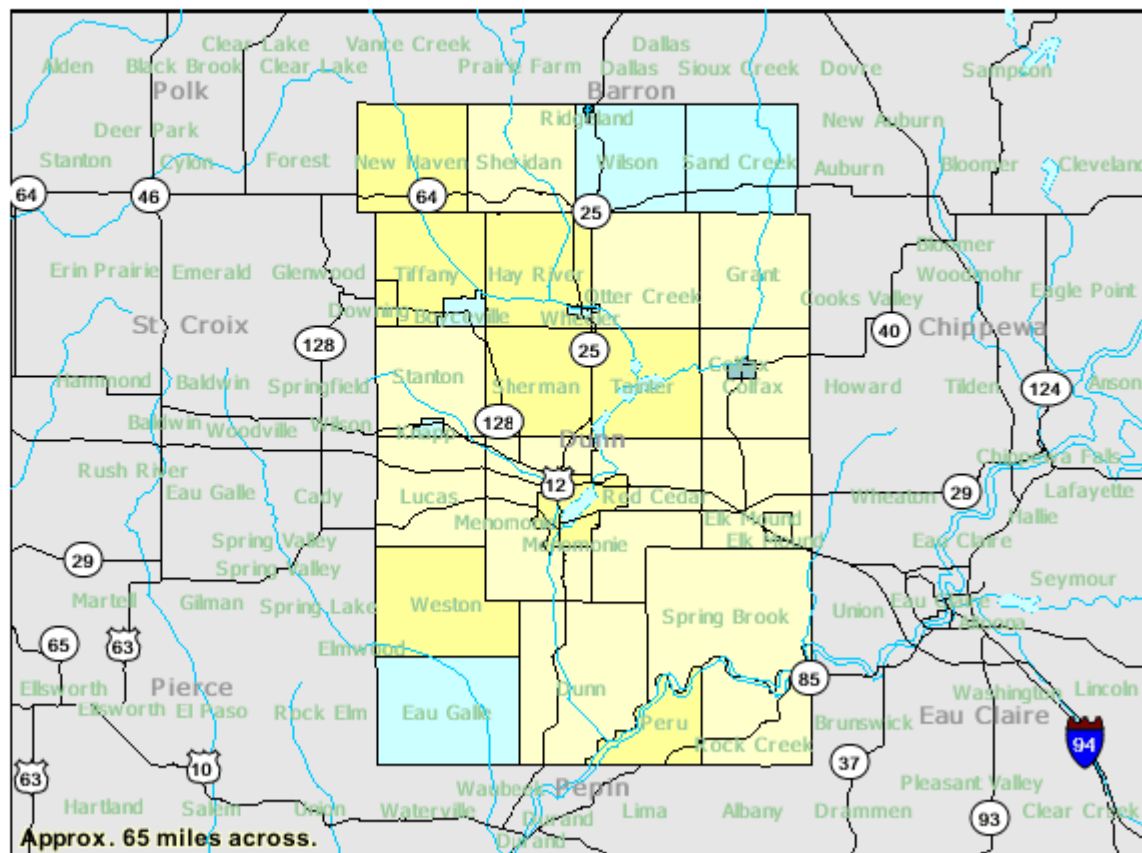 Clear Lake Vance Creek Dallas
Alden Black Brook Clear Lake Prairie Farm Dallas Sioux Creek Dovre Sampson
Polk Barron
Ridgeland New Auburn
Deer Park
Stanton Cylon Forest New Haven Sheridan Wilson Sand Creek Auburn Bloomer Cleveland
64 46 64 25
Bloomer
Erin Prairie Emerald Glenwood Tiffany Hay River Grant Woodmohr
Otter Creek Cooks Valley Eagle Point
Downing Boyceville Wheeler
St. Croix Chippewa
128 25 40
Colfax
Hammond Baldwin Springfield Stanton Sherman Tainter Colfax Howard Tilden 124 Anson
Baldwin Woodville Wilson Knapp 128
Dunn
Rush River Chippewa Falls
Eau Galle Cady Lucas 12 Red Cedar Wheaton 29 Lafayette
Menomonie Elk Mound Hallie
Spring Valley Menomonie Elk Mound Eau Claire
29 Spring Valley Seymour
Martell Gilman Spring Lake Weston Spring Brook Union Eau Claire
Altoona
65 63 Elmwood
Ellsworth Pierce Dunn 85 Washington Lincoln
Ellsworth El Paso Rock Elm Eau Galle Peru Brunswick Eau Claire
Rock Creek 94
63 10 37
Waubeek Pepin Pleasant Valley
Hartland Salem Union Waterville Durand Lima Albany Drammen 93 Clear Creek
Durand
Approx. 65 miles across.